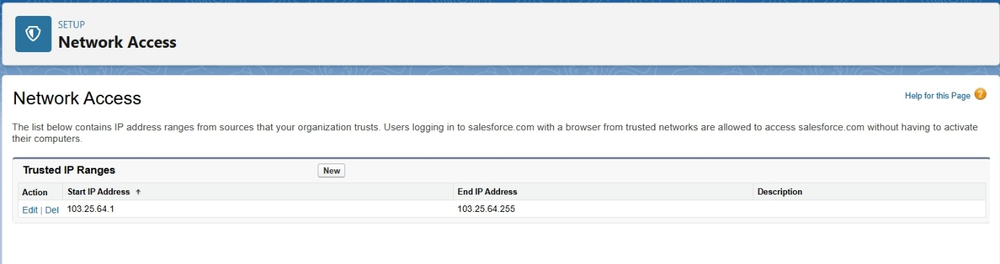 SETUP
Network Access
Network Access
Help for this Page ?
The list below contains IP address ranges from sources that your organization trusts. Users logging in to salesforce.com with a browser from trusted networks are allowed to access salesforce.com without having to activate
their computers.
Trusted IP Ranges New
Action Start IP Address ↑ End IP Address Description
Edit | Del 103.25.64.1 103.25.64.255